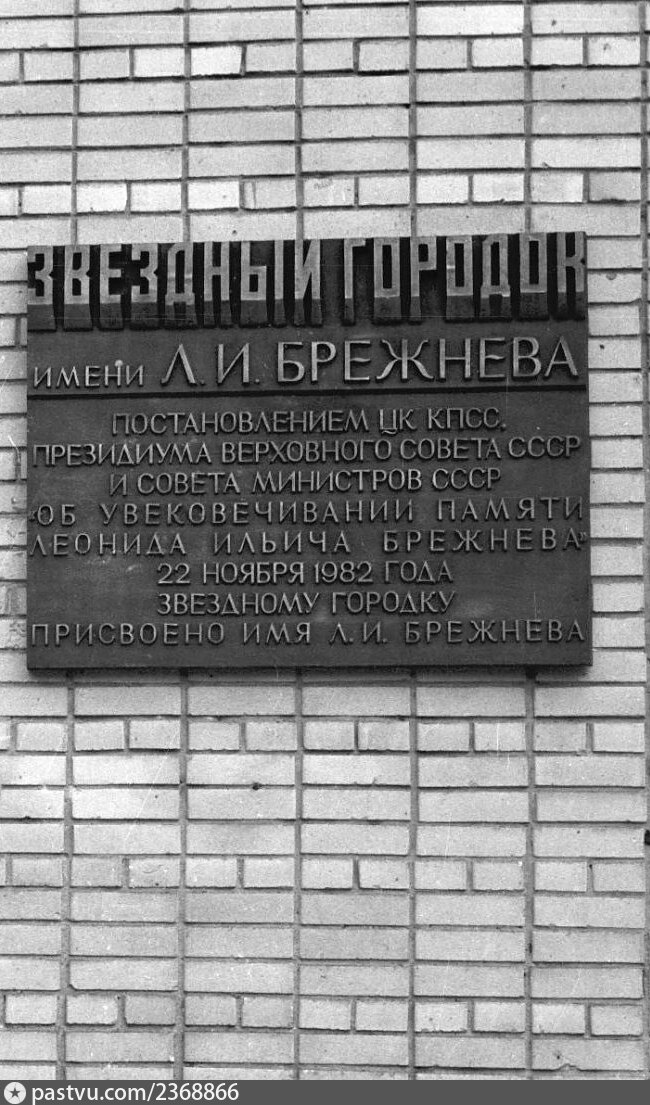 ЗВЕЗДНЫЙ ГОРОДОК
ИМЕНИ Л. И. БРЕЖНЕВА
ПОСТАНОВЛЕНИЕМ ЦК КПСС,
ПРЕЗИДИУМА ВЕРХОВНОГО СОВЕТА СССР
И СОВЕТА МИНИСТРОВ СССР
«ОБ УВЕКОВЕЧИВАНИИ ПАМЯТИ
ЛЕОНИДА ИЛЬИЧА БРЕЖНЕВА»
22 НОЯБРЯ 1982 ГОДА
ЗВЕЗДНОМУ ГОРОДКУ
ПРИСВОЕНО ИМЯ Л. И. БРЕЖНЕВА
pastvu.com/2368866